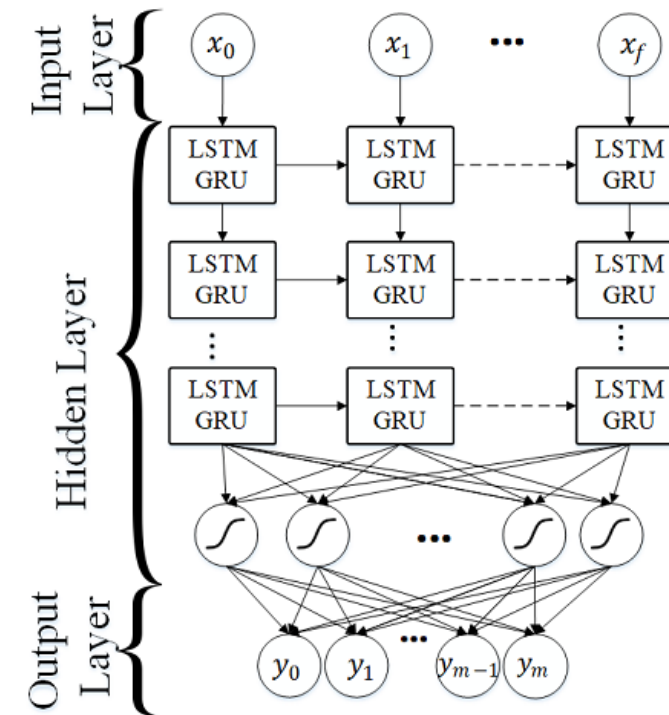 Input
Layer
x₀ x₁ ••• x_f
LSTM
GRU
LSTM
GRU
LSTM
GRU
LSTM
GRU
LSTM
GRU
LSTM
GRU
Hidden Layer
LSTM
GRU
LSTM
GRU
LSTM
GRU
•••
Output
Layer
y₀ y₁ ••• yₘ₋₁ yₘ